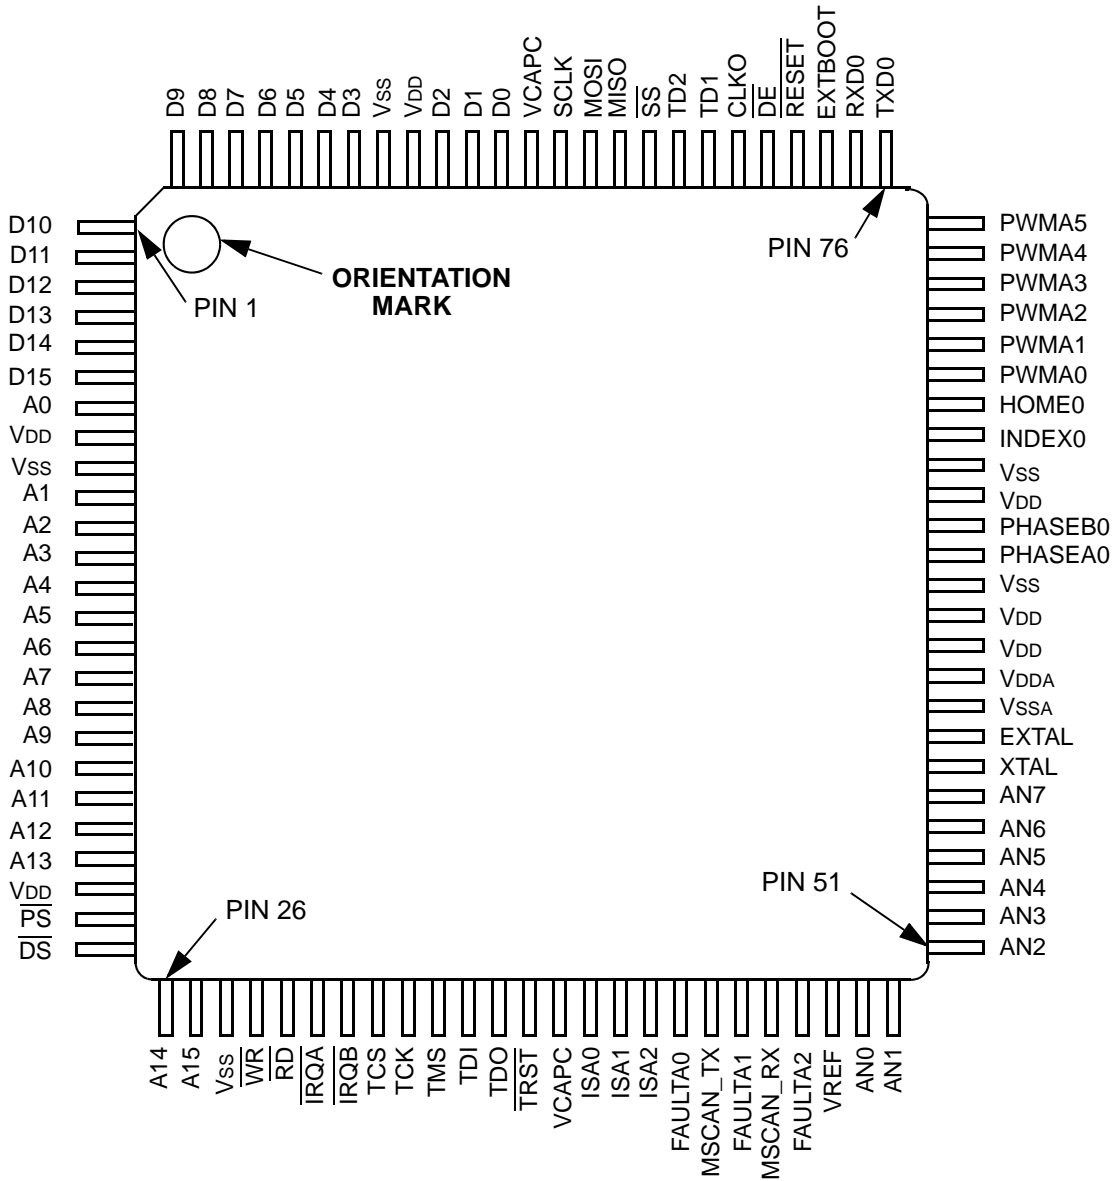 D9
D8
D7
D6
D5
D4
D3
VSS
VDD
D2
D1
D0
VCAPC
SCLK
MOSI
MISO
SS
TD2
TD1
CLKO
DE
RESET
EXTBOOT
RXD0
TXD0
D10
D11
D12
D13
D14
D15
A0
VDD
VSS
A1
A2
A3
A4
A5
A6
A7
A8
A9
A10
A11
A12
A13
VDD
PS
DS
PIN 1
ORIENTATION
MARK
PIN 76
PIN 26
PIN 51
PWMA5
PWMA4
PWMA3
PWMA2
PWMA1
PWMA0
HOME0
INDEX0
VSS
VDD
PHASEB0
PHASEA0
VSS
VDD
VDD
VDDA
VSSA
EXTAL
XTAL
AN7
AN6
AN5
AN4
AN3
AN2
A14
A15
VSS
WR
RD
IRQA
IRQB
TCS
TCK
TMS
TDI
TDO
TRST
VCAPC
ISA0
ISA1
ISA2
FAULTA0
MSCAN_TX
FAULTA1
MSCAN_RX
FAULTA2
VREF
AN0
AN1